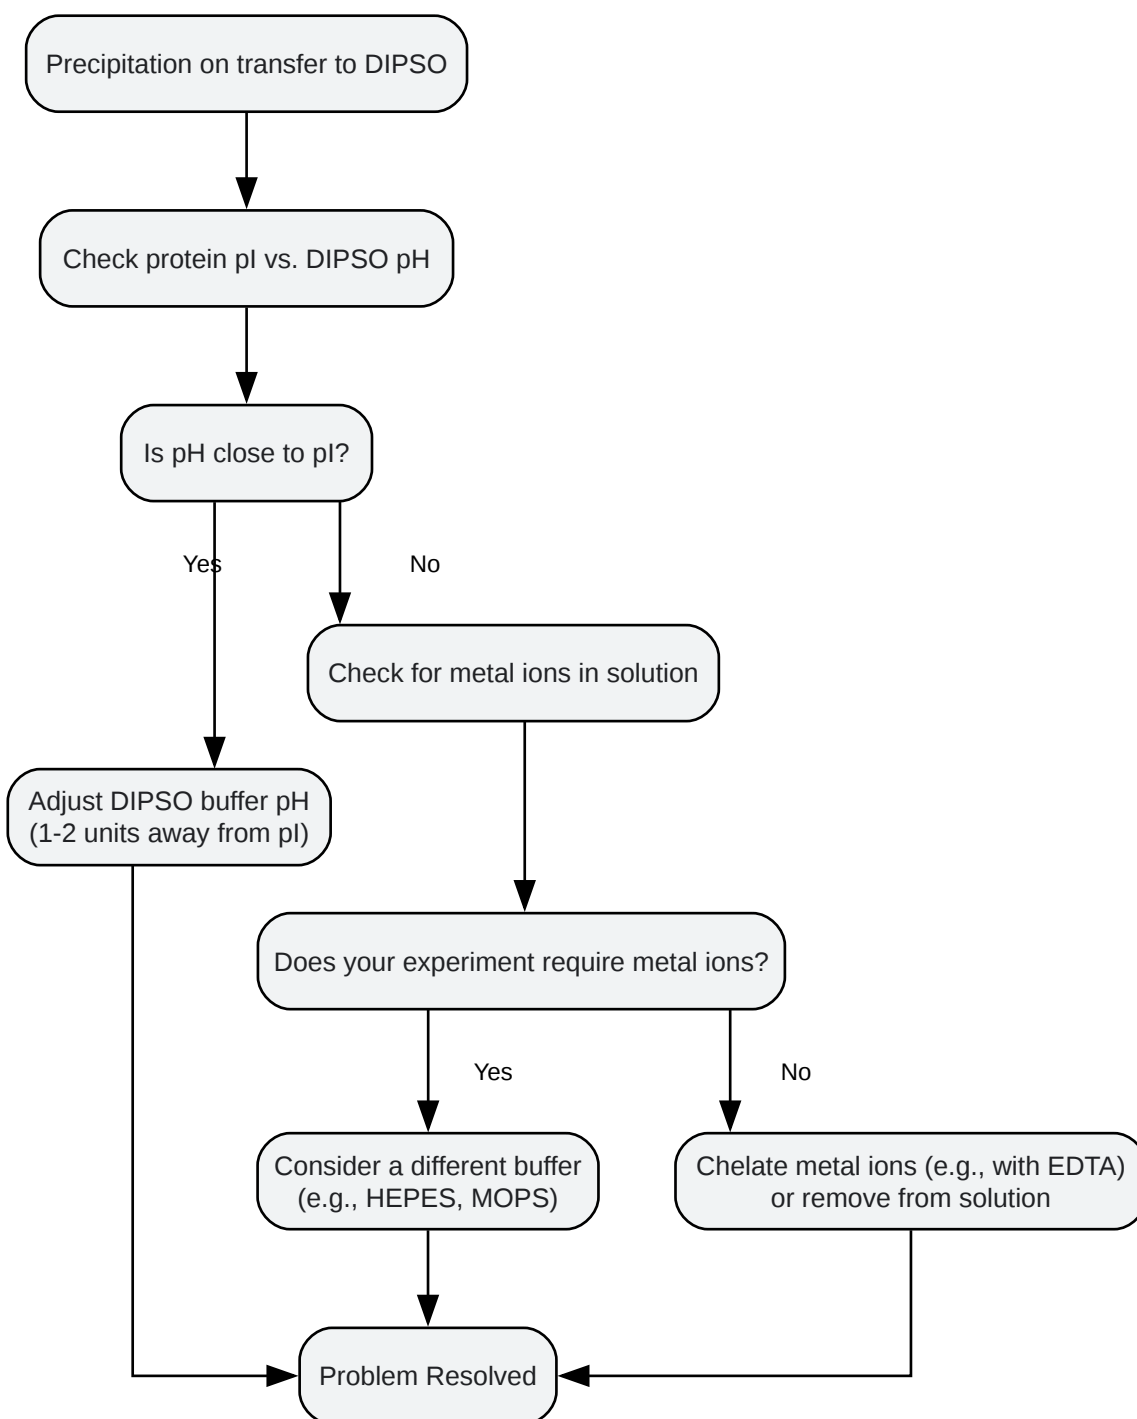 Precipitation on transfer to DIPSO
Check protein pI vs. DIPSO pH
Is pH close to pI?
Yes
No
Check for metal ions in solution
Adjust DIPSO buffer pH
(1-2 units away from pI)
Does your experiment require metal ions?
Yes
No
Consider a different buffer
(e.g., HEPES, MOPS)
Chelate metal ions (e.g., with EDTA)
or remove from solution
Problem Resolved